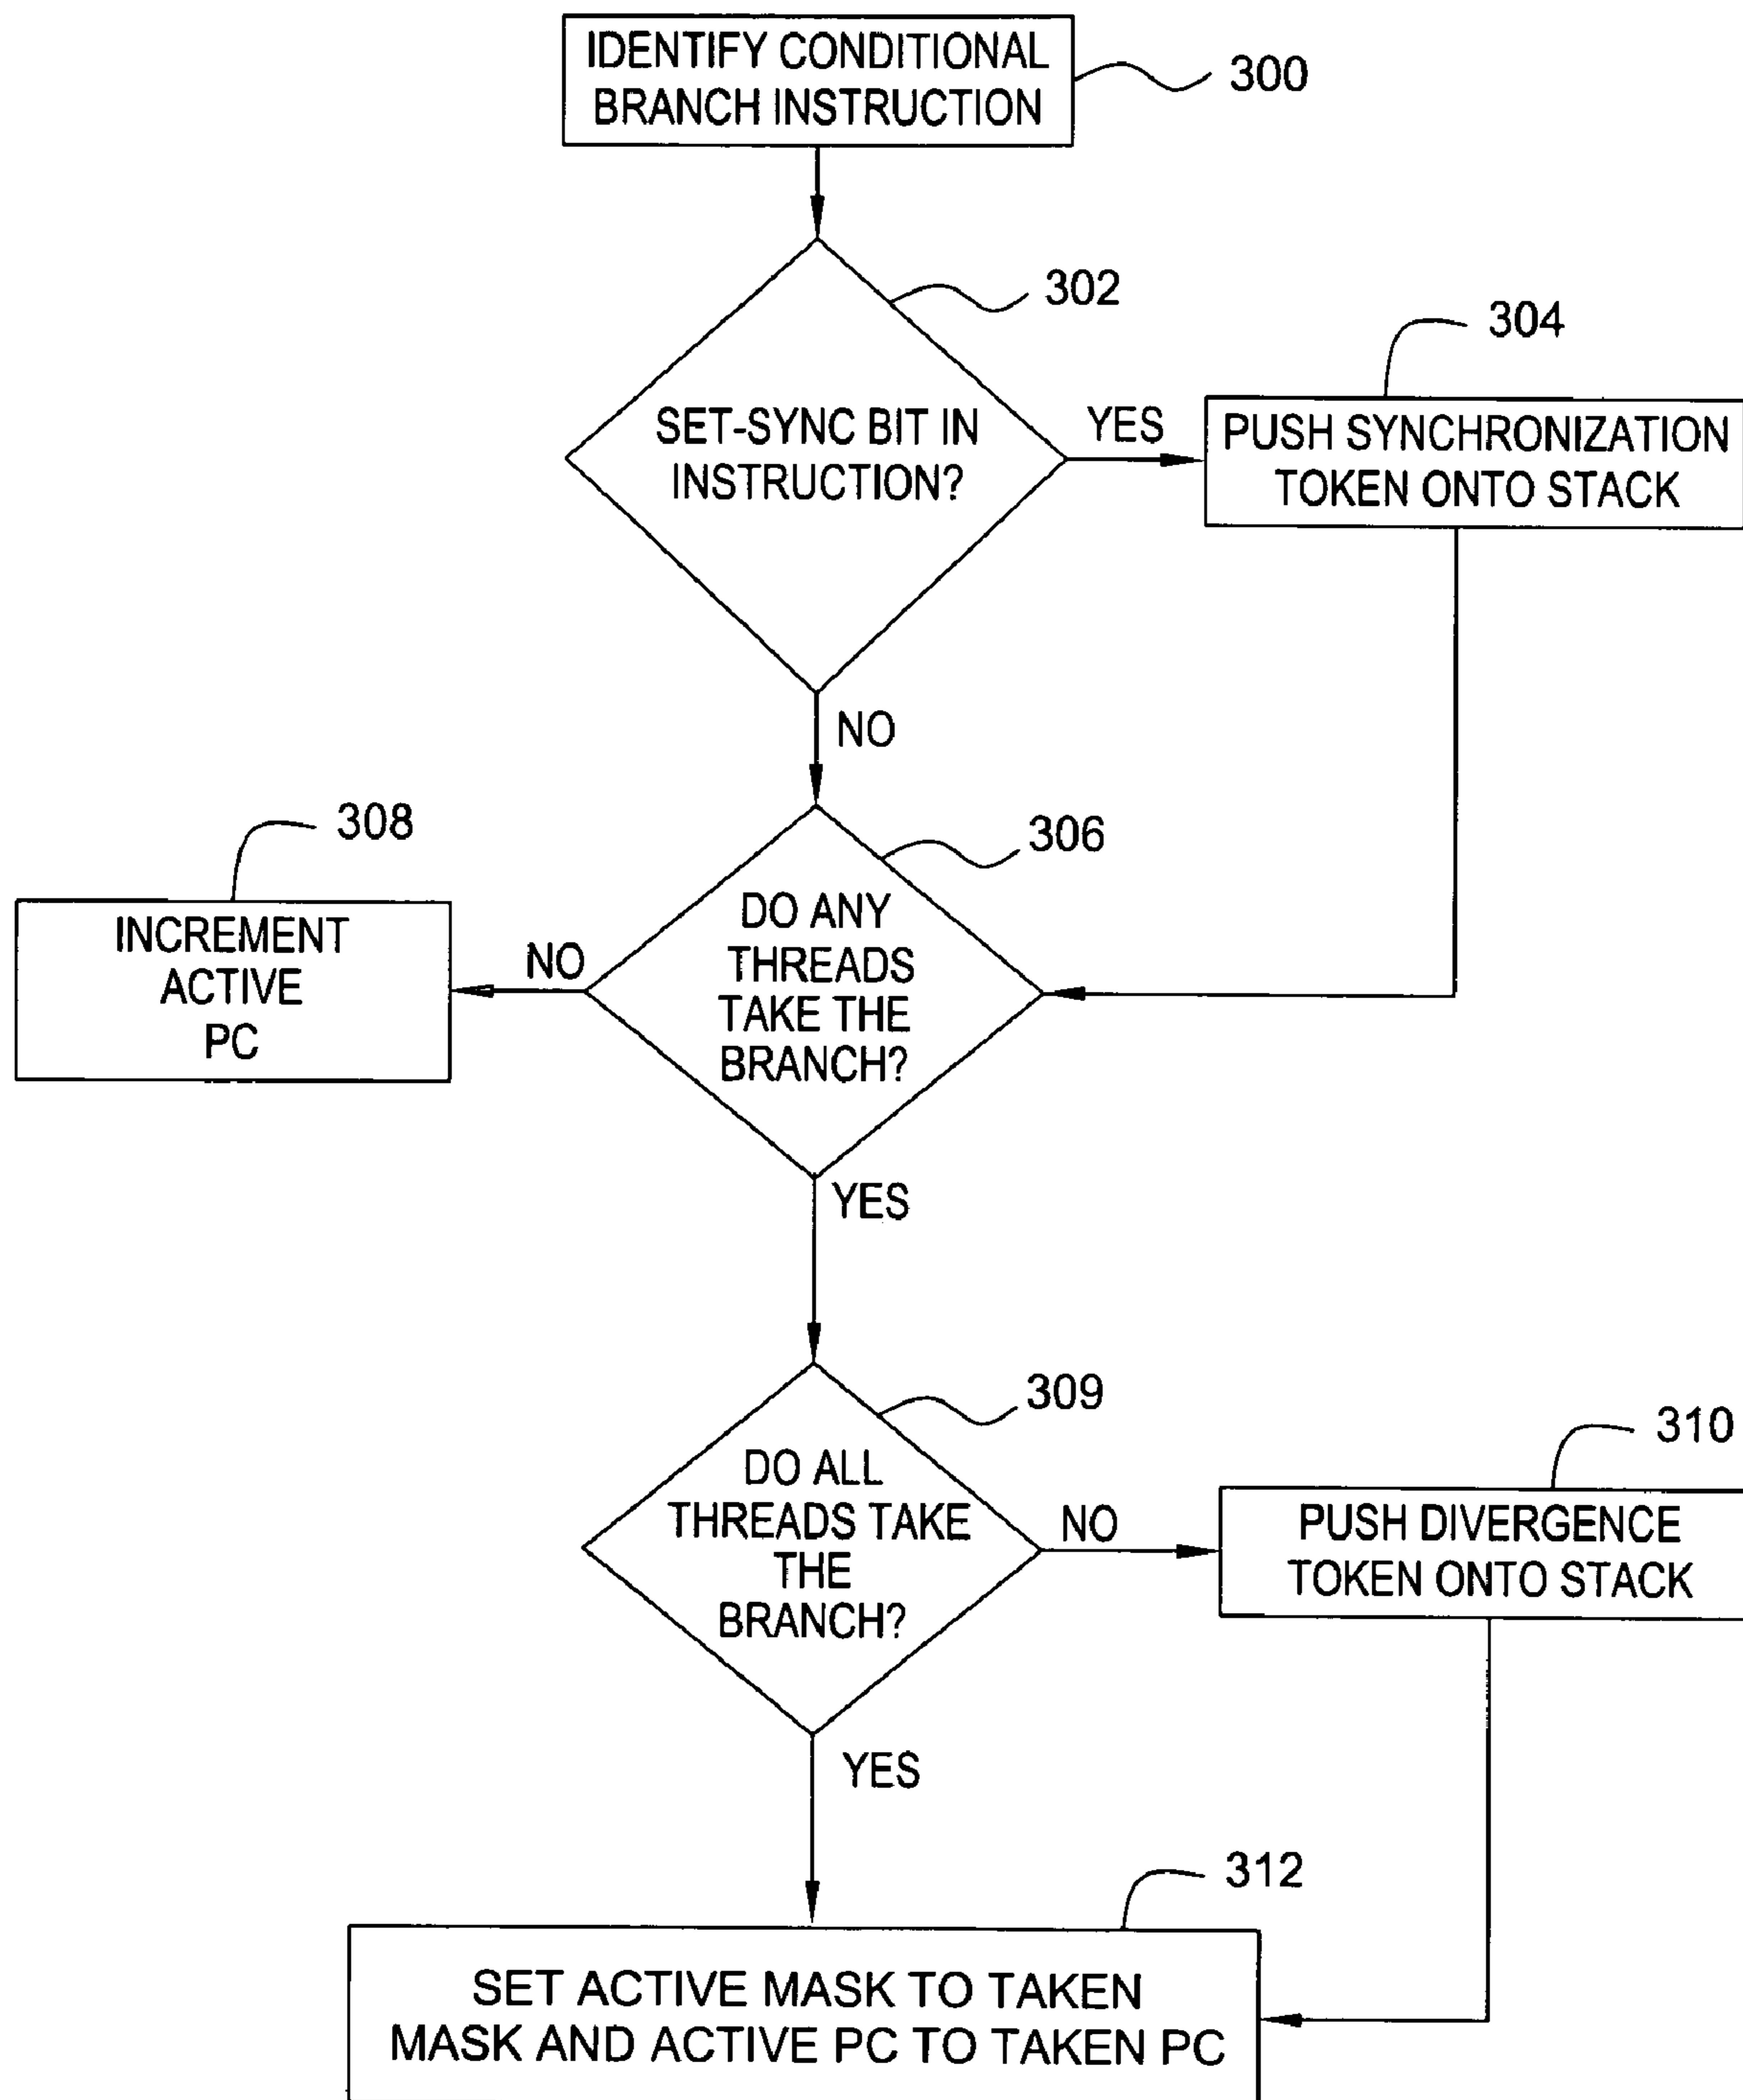 IDENTIFY CONDITIONAL
BRANCH INSTRUCTION
300
302
SET-SYNC BIT IN
INSTRUCTION?
YES
304
PUSH SYNCHRONIZATION
TOKEN ONTO STACK
NO
308
INCREMENT
ACTIVE
PC
NO
306
DO ANY
THREADS
TAKE THE
BRANCH?
YES
309
DO ALL
THREADS TAKE
THE
BRANCH?
NO
310
PUSH DIVERGENCE
TOKEN ONTO STACK
YES
312
SET ACTIVE MASK TO TAKEN
MASK AND ACTIVE PC TO TAKEN PC